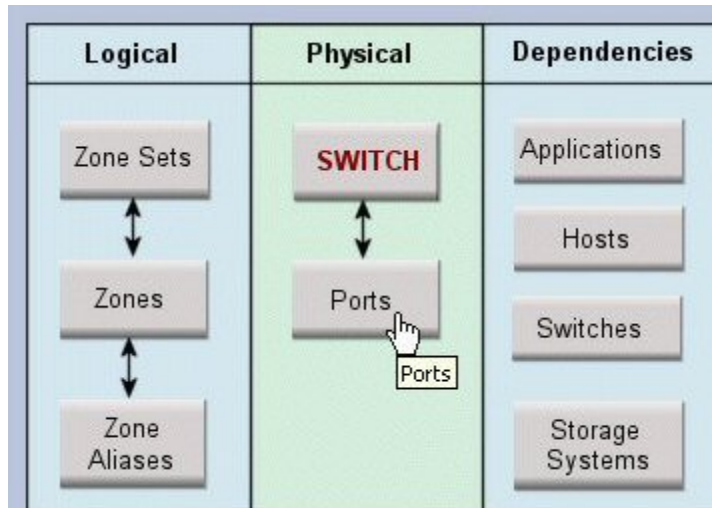 Logical
Physical
Dependencies
Zone Sets
SWITCH
Applications
Hosts
Zones
Ports
Switches
Ports
Zone
Aliases
Storage
Systems